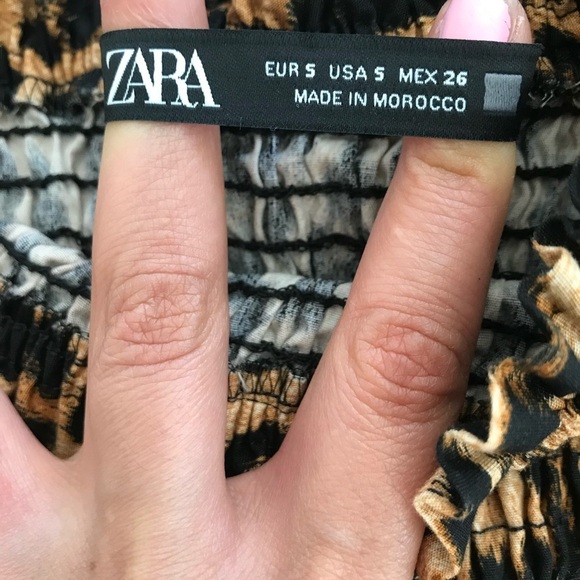 ZARA
EUR S USA S MEX 26
MADE IN MOROCCO